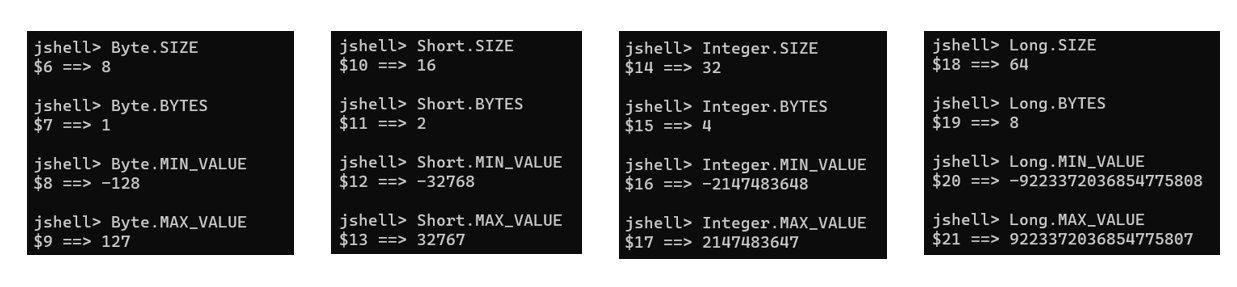 jshell> Byte.SIZE
$6 ==> 8
jshell> Byte.BYTES
$7 ==> 1
jshell> Byte.MIN_VALUE
$8 ==> -128
jshell> Byte.MAX_VALUE
$9 ==> 127
jshell> Short.SIZE
$10 ==> 16
jshell> Short.BYTES
$11 ==> 2
jshell> Short.MIN_VALUE
$12 ==> -32768
jshell> Short.MAX_VALUE
$13 ==> 32767
jshell> Integer.SIZE
$14 ==> 32
jshell> Integer.BYTES
$15 ==> 4
jshell> Integer.MIN_VALUE
$16 ==> -2147483648
jshell> Integer.MAX_VALUE
$17 ==> 2147483647
jshell> Long.SIZE
$18 ==> 64
jshell> Long.BYTES
$19 ==> 8
jshell> Long.MIN_VALUE
$20 ==> -9223372036854775808
jshell> Long.MAX_VALUE
$21 ==> 9223372036854775807